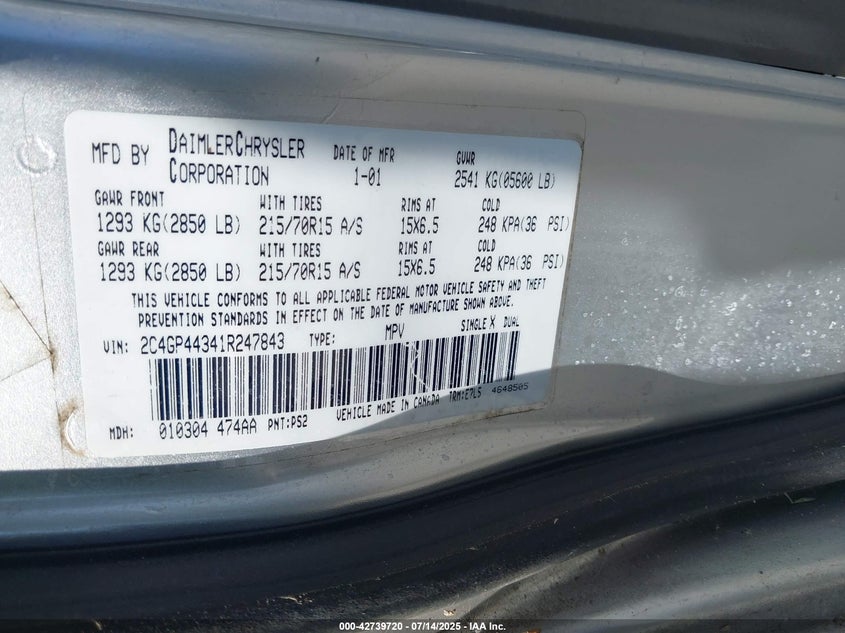 MFD BY DAIMLERCHRYSLER CORPORATION DATE OF MFR 1-01 GVWR 2541 KG(05600 LB)
GAWR FRONT WITH TIRES RIMS AT COLD
1293 KG(2850 LB) 215/70R15 A/S 15X6.5 248 KPA(36 PSI)
GAWR REAR WITH TIRES RIMS AT COLD
1293 KG(2850 LB) 215/70R15 A/S 15X6.5 248 KPA(36 PSI)
THIS VEHICLE CONFORMS TO ALL APPLICABLE FEDERAL MOTOR VEHICLE SAFETY AND THEFT
PREVENTION STANDARDS IN EFFECT ON THE DATE OF MANUFACTURE SHOWN ABOVE.
VIN: 2C4GP44341R247843 TYPE: MPV SINGLE X DUAL
MDH: 010304 474AA PNT:PS2 VEHICLE MADE IN CANADA TRM:E7L5 4648505
000-42739720 - 07/14/2025 - IAA Inc.